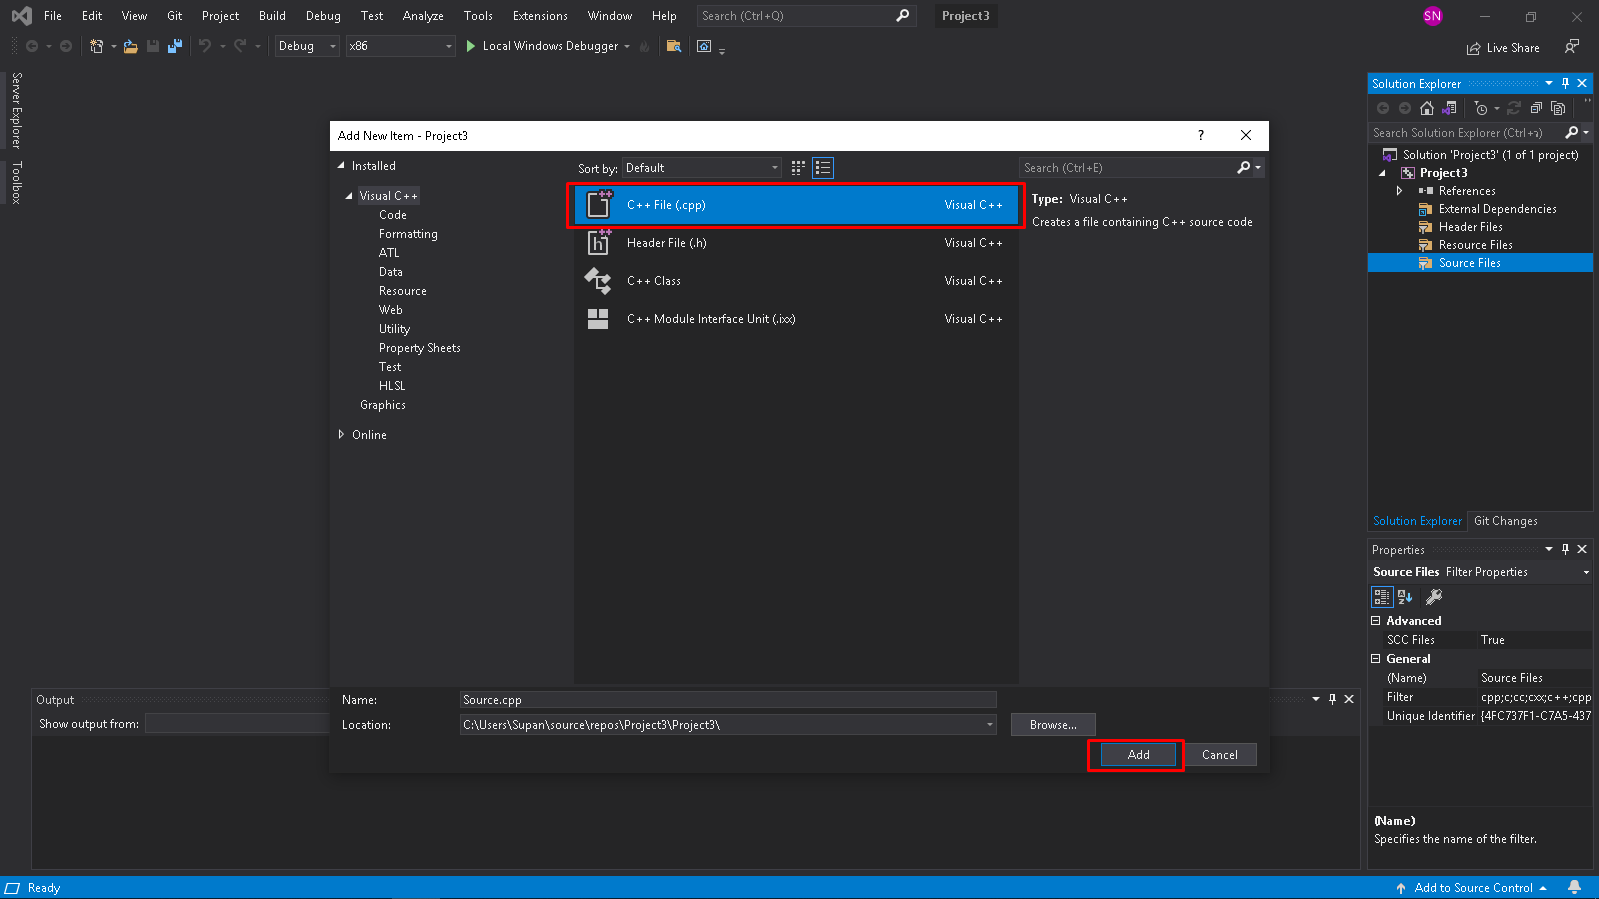 File Edit View Git Project Build Debug Test Analyze Tools Extensions Window Help Search (Ctrl+Q) Project3 SN
Debug x86 Local Windows Debugger Live Share
Server Explorer
Toolbox
Add New Item - Project3 ?
Installed
Visual C++
Code
Formatting
ATL
Data
Resource
Web
Utility
Property Sheets
Test
HLSL
Graphics
Online
Sort by: Default
Search (Ctrl+E)
C++ File (.cpp) Visual C++
Header File (.h) Visual C++
C++ Class Visual C++
C++ Module Interface Unit (.ixx) Visual C++
Type: Visual C++
Creates a file containing C++ source code
Name: Source.cpp
Location: C:\Users\Supan\source\repos\Project3\Project3\ Browse...
Add Cancel
Output
Show output from:
Solution Explorer
Search Solution Explorer (Ctrl+ว)
Solution 'Project3' (1 of 1 project)
Project3
References
External Dependencies
Header Files
Resource Files
Source Files
Solution Explorer Git Changes
Properties
Source Files Filter Properties
Advanced
SCC Files True
General
(Name) Source Files
Filter cpp;c;cc;cxx;c++;cpp
Unique Identifier {4FC737F1-C7A5-437
(Name)
Specifies the name of the filter.
Ready Add to Source Control